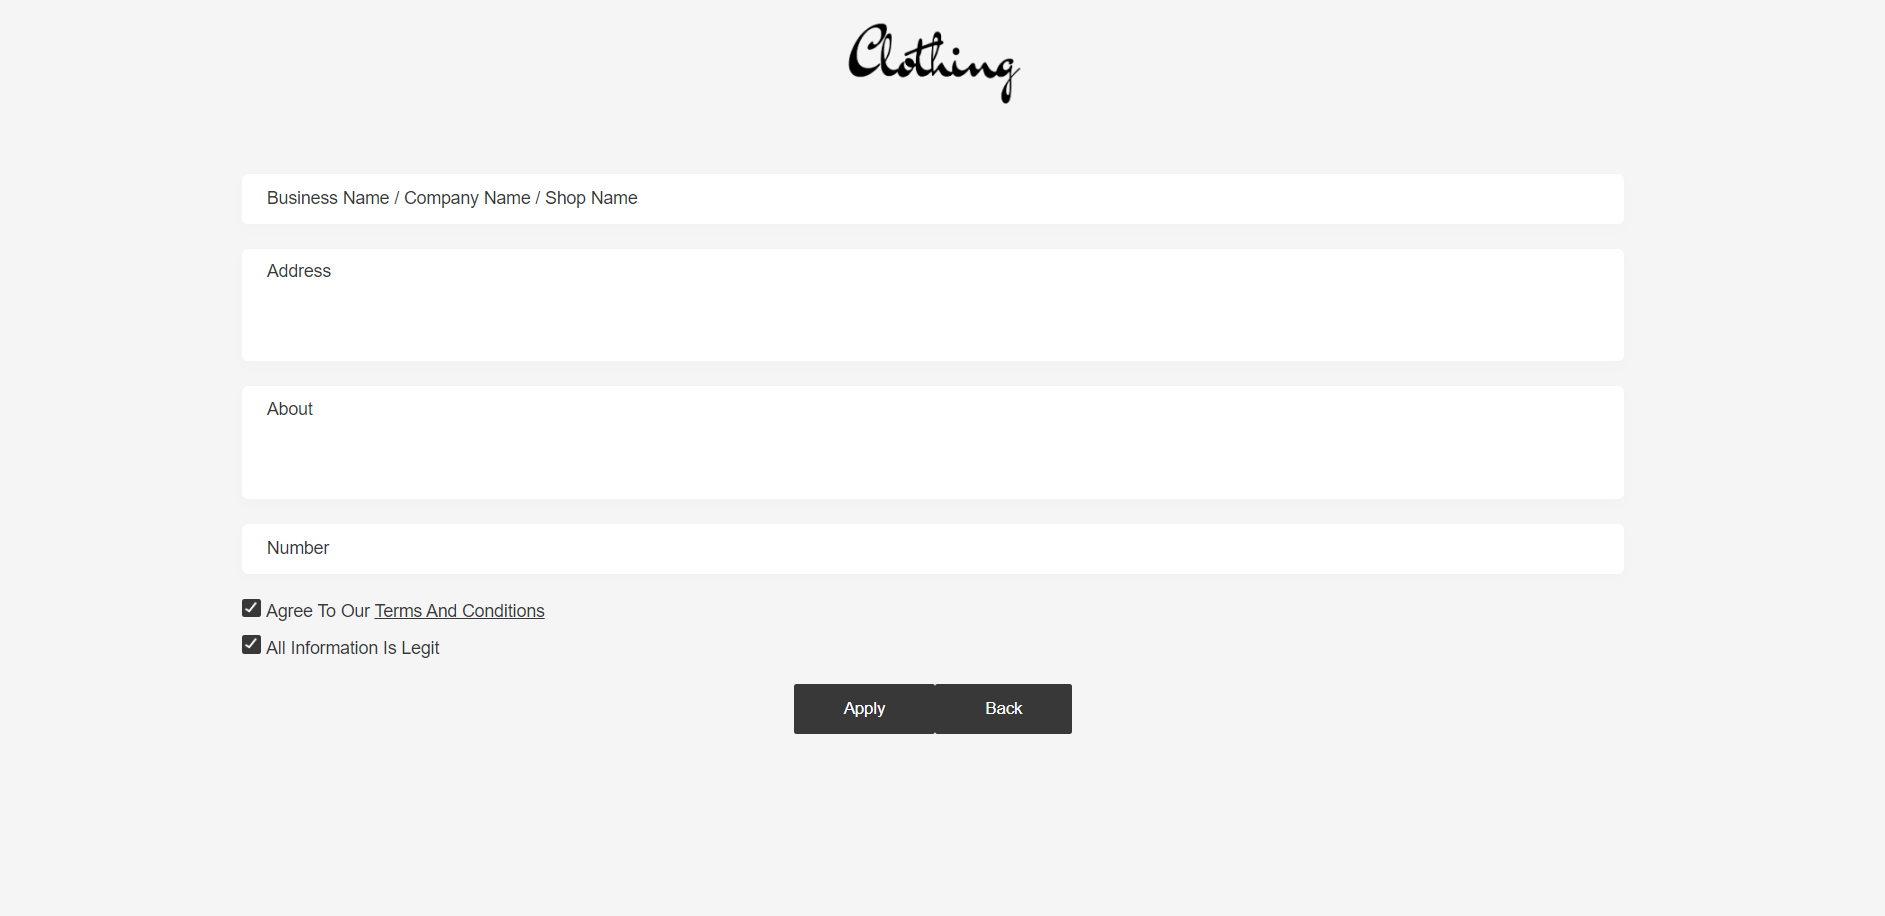 Clothing
Business Name / Company Name / Shop Name
Address
About
Number
Agree To Our Terms And Conditions
All Information Is Legit
Apply Back